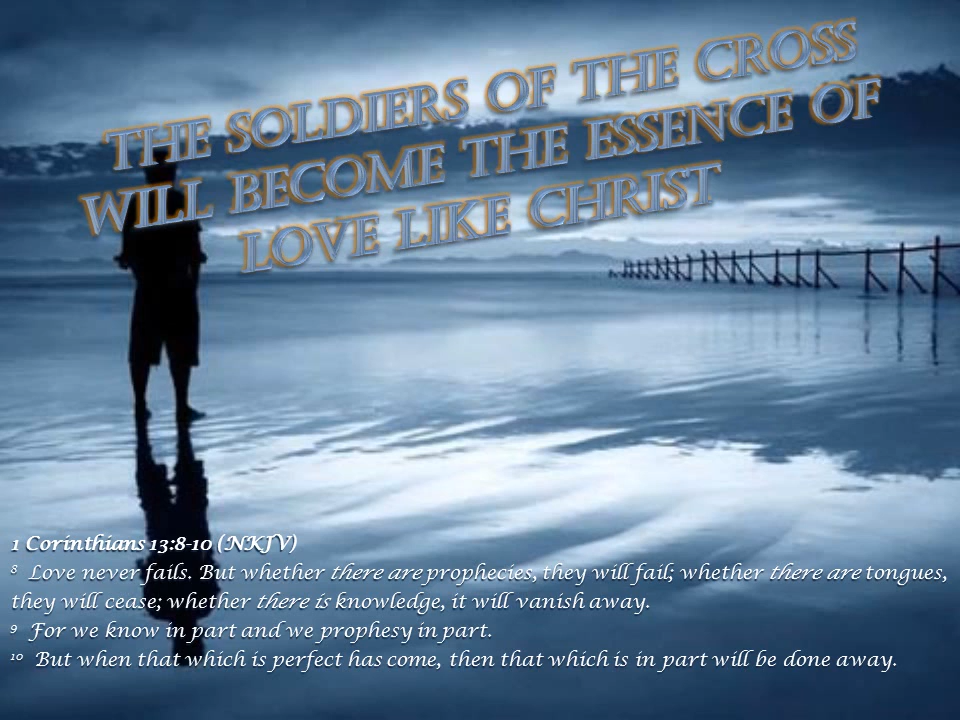 THE SOLDIERS OF THE CROSS
WILL BECOME THE ESSENCE OF
LOVE LIKE CHRIST
1 Corinthians 13:8-10 (NKJV)
8 Love never fails. But whether there are prophecies, they will fail; whether there are tongues,
they will cease; whether there is knowledge, it will vanish away.
9 For we know in part and we prophesy in part.
10 But when that which is perfect has come, then that which is in part will be done away.